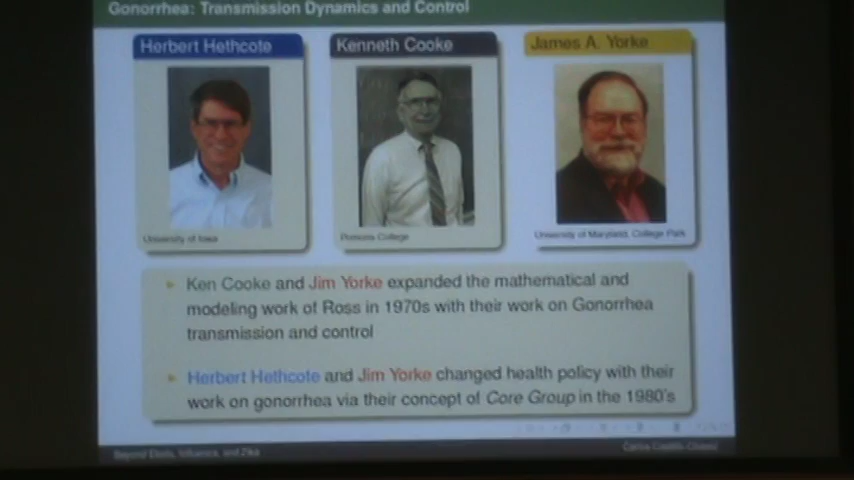 Gonorrhea: Transmission Dynamics and Control
Herbert Hethcote
Kenneth Cooke
James A. Yorke
University of Iowa
Pomona College
University of Maryland, College Park
Ken Cooke and Jim Yorke expanded the mathematical and
modeling work of Ross in 1970s with their work on Gonorrhea
transmission and control
Herbert Hethcote and Jim Yorke changed health policy with their
work on gonorrhea via their concept of Core Group in the 1980's
Beyond Ebola, Influenza, and Zika
Carlos Castillo-Chavez